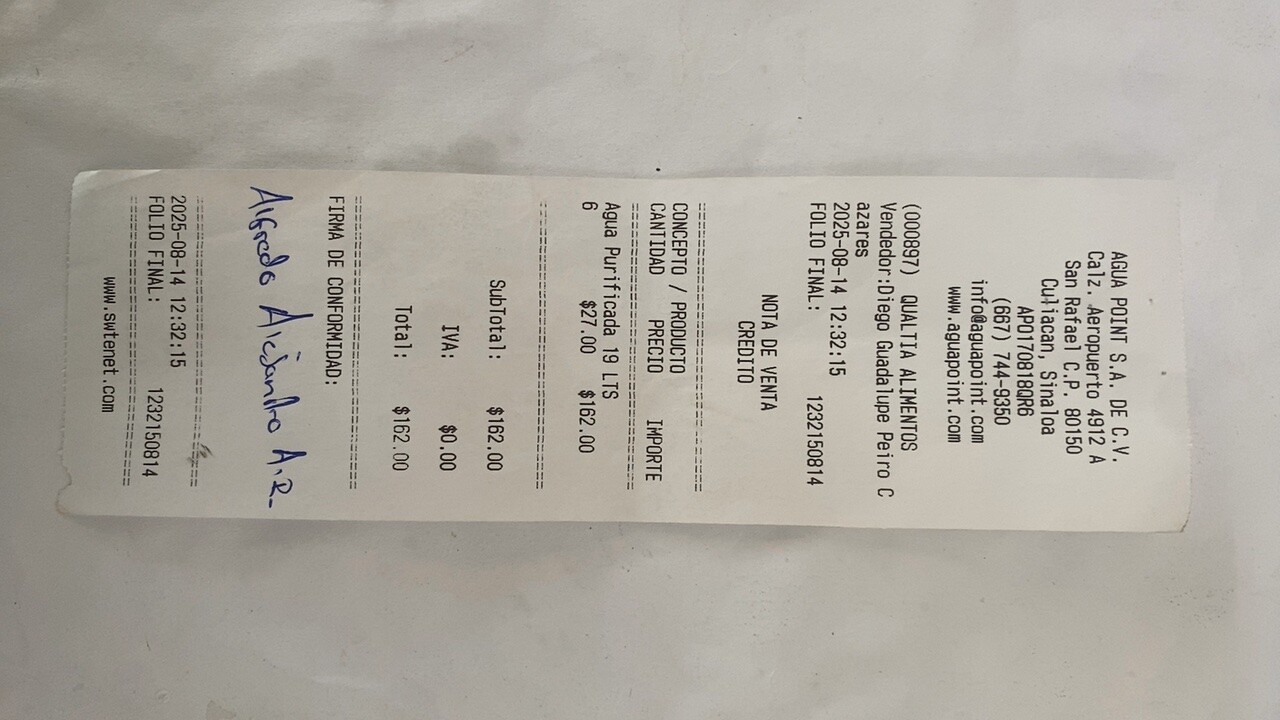 AGUA POINT S.A. DE C.V.
Calz. Aeropuerto 4912 A
San Rafael C.P. 80150
Culiacan, Sinaloa
APO170818QR6
(667) 744-9350
info@aguapoint.com
www.aguapoint.com
(000897) QUALTIA ALIMENTOS
Vendedor:Diego Guadalupe Peiro C
azares
2025-08-14 12:32:15
FOLIO FINAL: 1232150814
NOTA DE VENTA
CREDITO
CONCEPTO / PRODUCTO
CANTIDAD PRECIO IMPORTE
Agua Purificada 19 LTS
6 $27.00 $162.00
SubTotal: $162.00
IVA: $0.00
Total: $162.00
FIRMA DE CONFORMIDAD:
Alfredo Alejandro A.R.
2025-08-14 12:32:15
FOLIO FINAL: 1232150814
www.swtenet.com